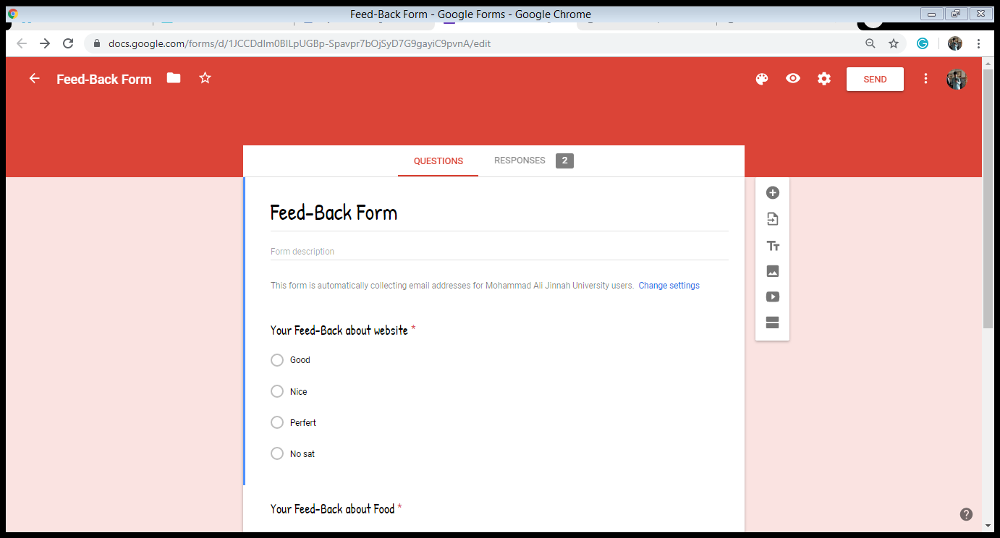 Feed-Back Form - Google Forms - Google Chrome
docs.google.com/forms/d/1JCCDdIm0BILpUGBp-Spavpr7bOjSyD7G9gayiC9pvnA/edit
Feed-Back Form
SEND
QUESTIONS
RESPONSES 2
Feed-Back Form
Form description
This form is automatically collecting email addresses for Mohammad Ali Jinnah University users. Change settings
Your Feed-Back about website *
Good
Nice
Perfert
No sat
Your Feed-Back about Food *